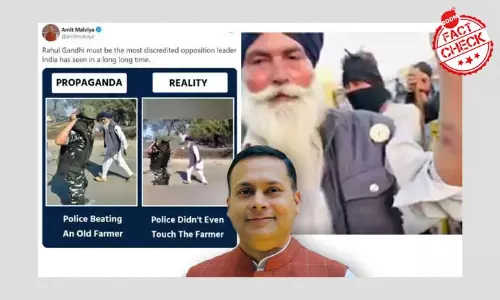 Amit Malviya
@amitmalviya
Rahul Gandhi must be the most discredited opposition leader
India has seen in a long long time.
PROPAGANDA
REALITY
Police Beating
An Old Farmer
Police Didn't Even
Touch The Farmer
100%
FACT
CHECK